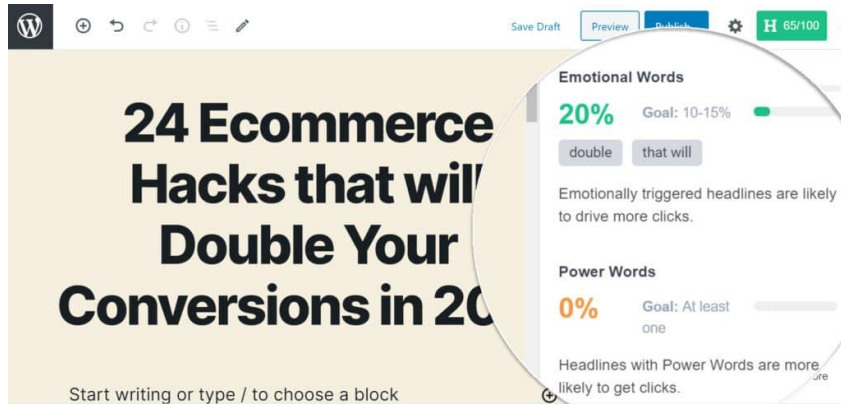 Save Draft Preview Publish... H 65/100
24 Ecommerce
Hacks that will
Double Your
Conversions in 20
Start writing or type / to choose a block
Emotional Words
20% Goal: 10-15%
double that will
Emotionally triggered headlines are likely
to drive more clicks.
Power Words
0% Goal: At least
one
Headlines with Power Words are more
likely to get clicks.